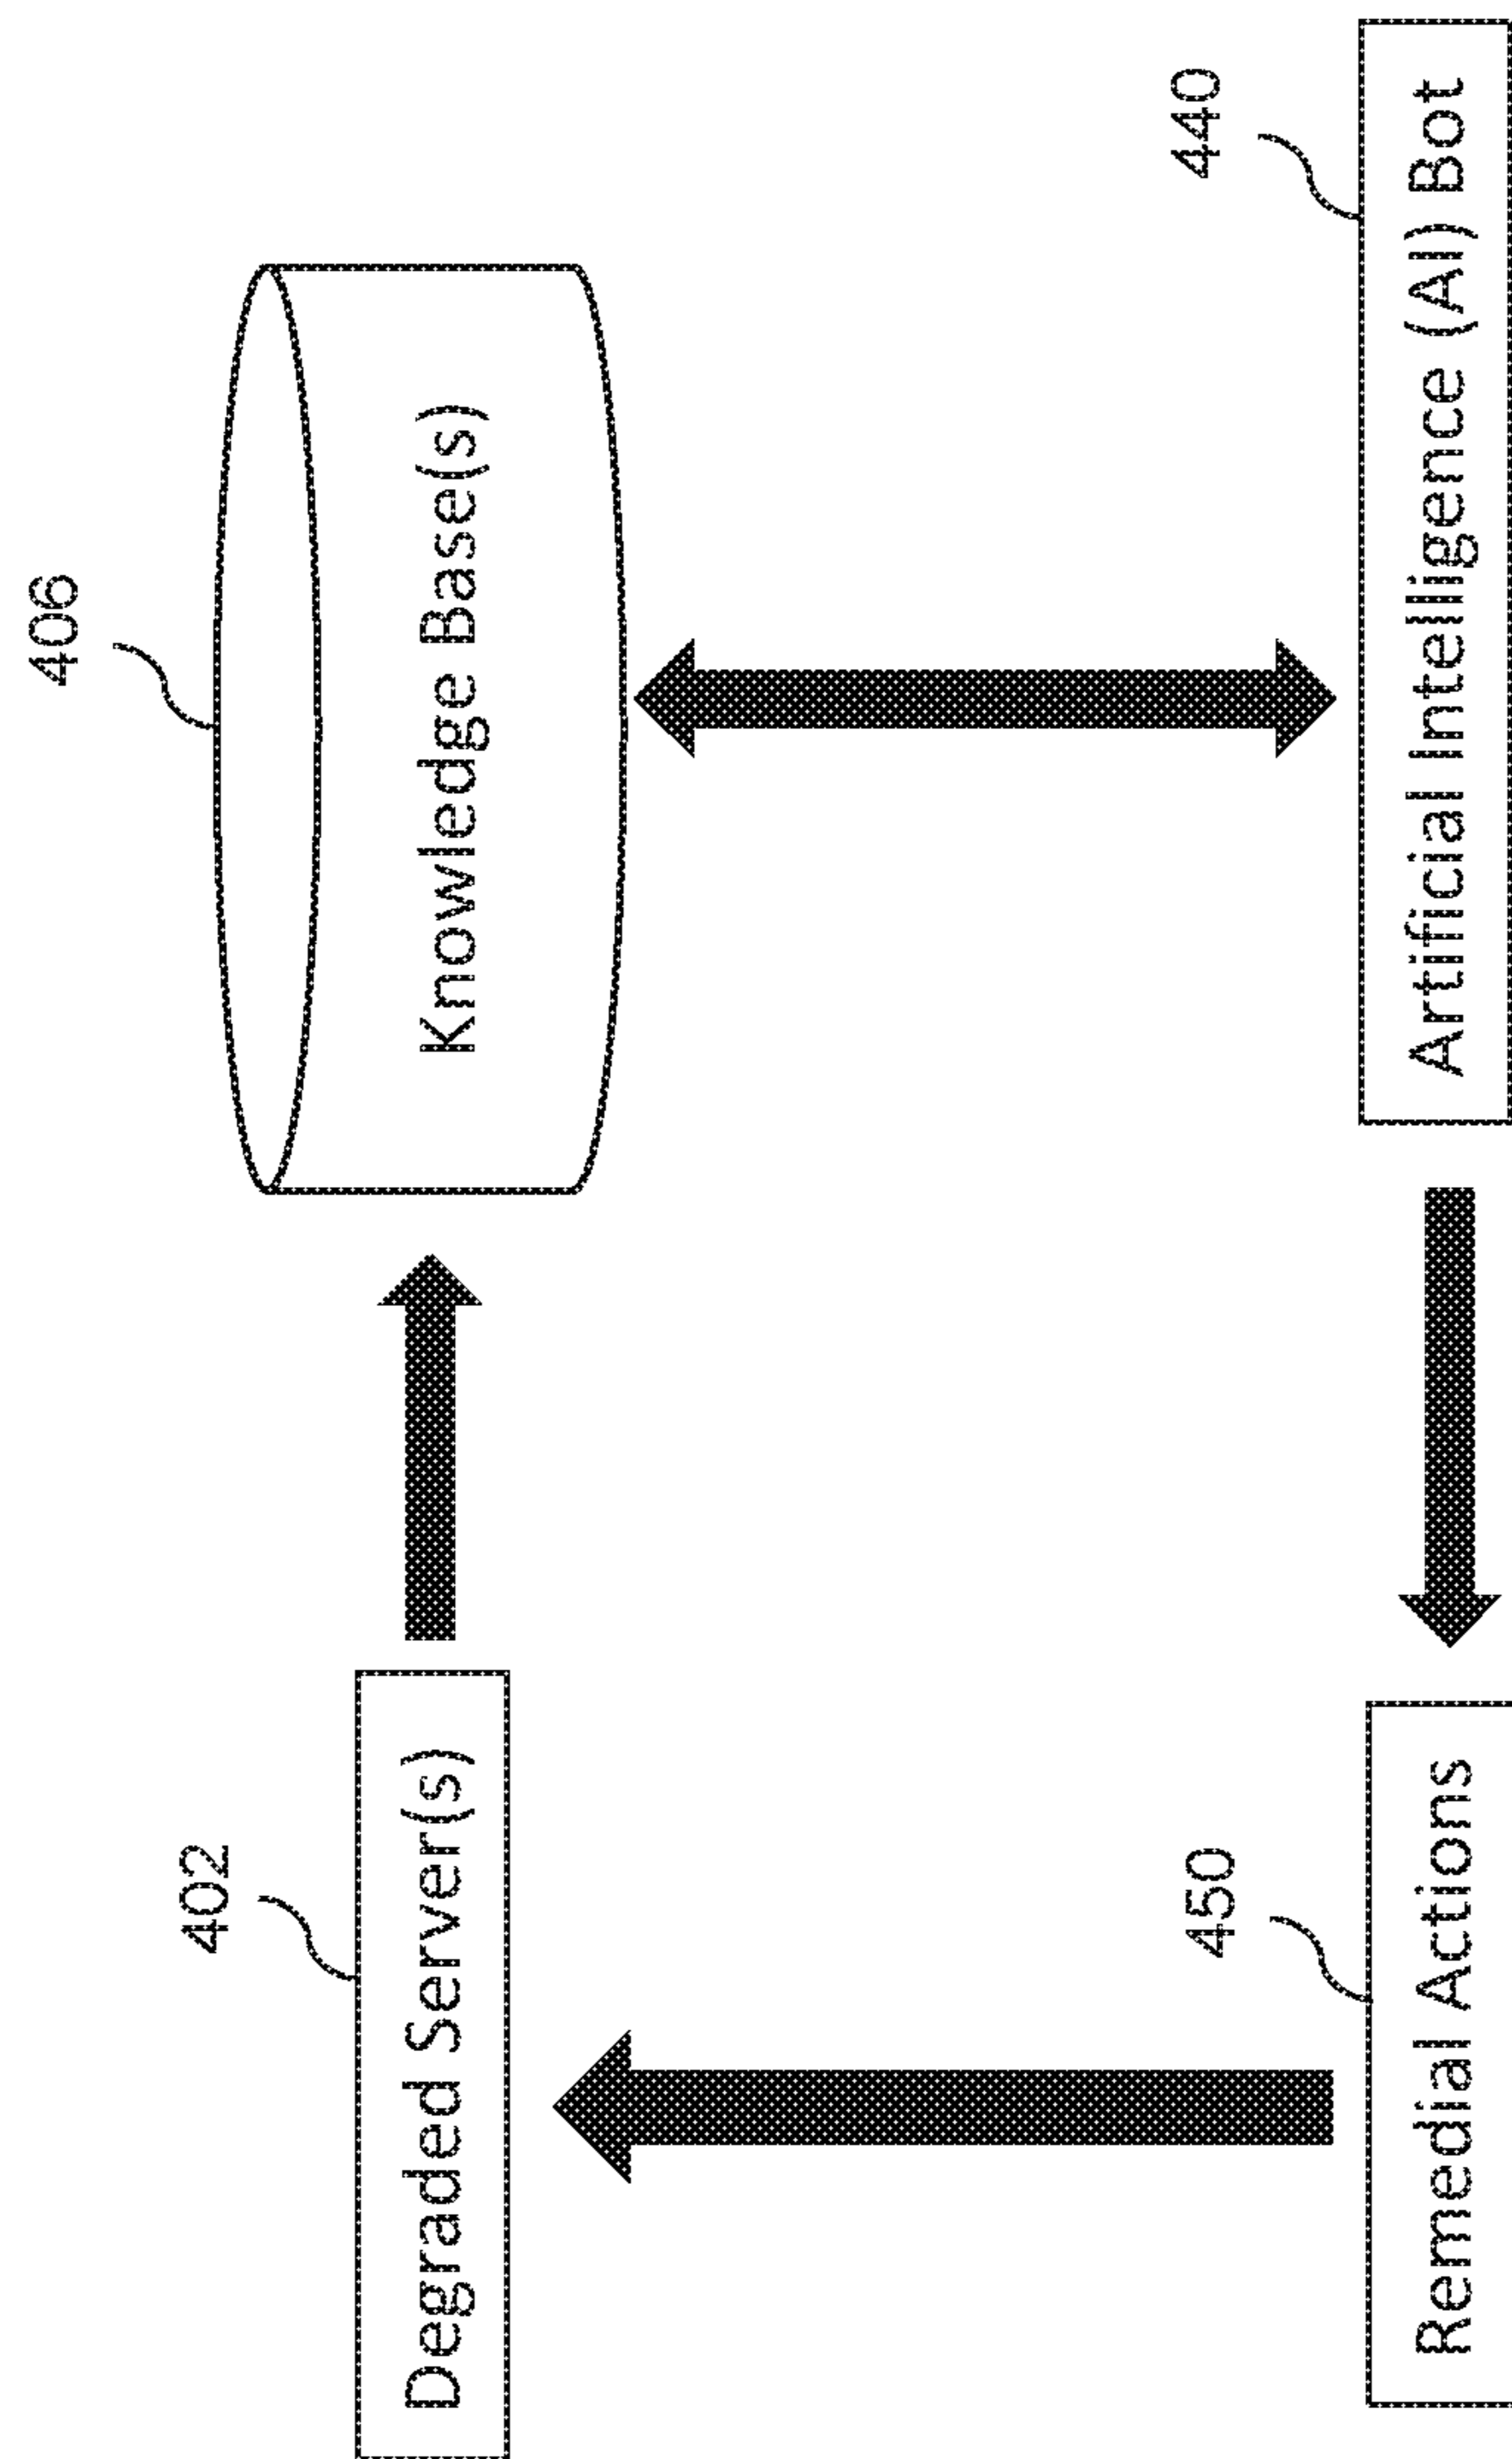 406
Knowledge Base(s)
402
Degraded Server(s)
440
Artificial Intelligence (AI) Bot
450
Remedial Actions